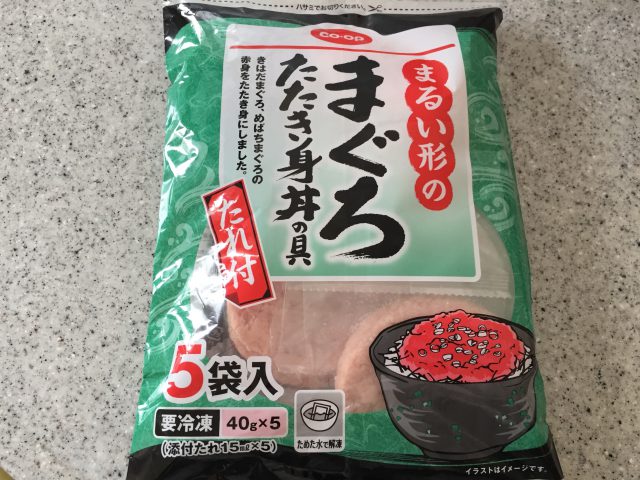 ハサミでお切りください
CO・OP
まるい形の
まぐろ
たたき身丼の具
きはだまぐろ、めばちまぐろの
赤身をたたき身にしました。
たれ付
5袋入
要冷凍 40g×5
(添付たれ15mℓ×5)
ためた水で解凍
イラストはイメージです。